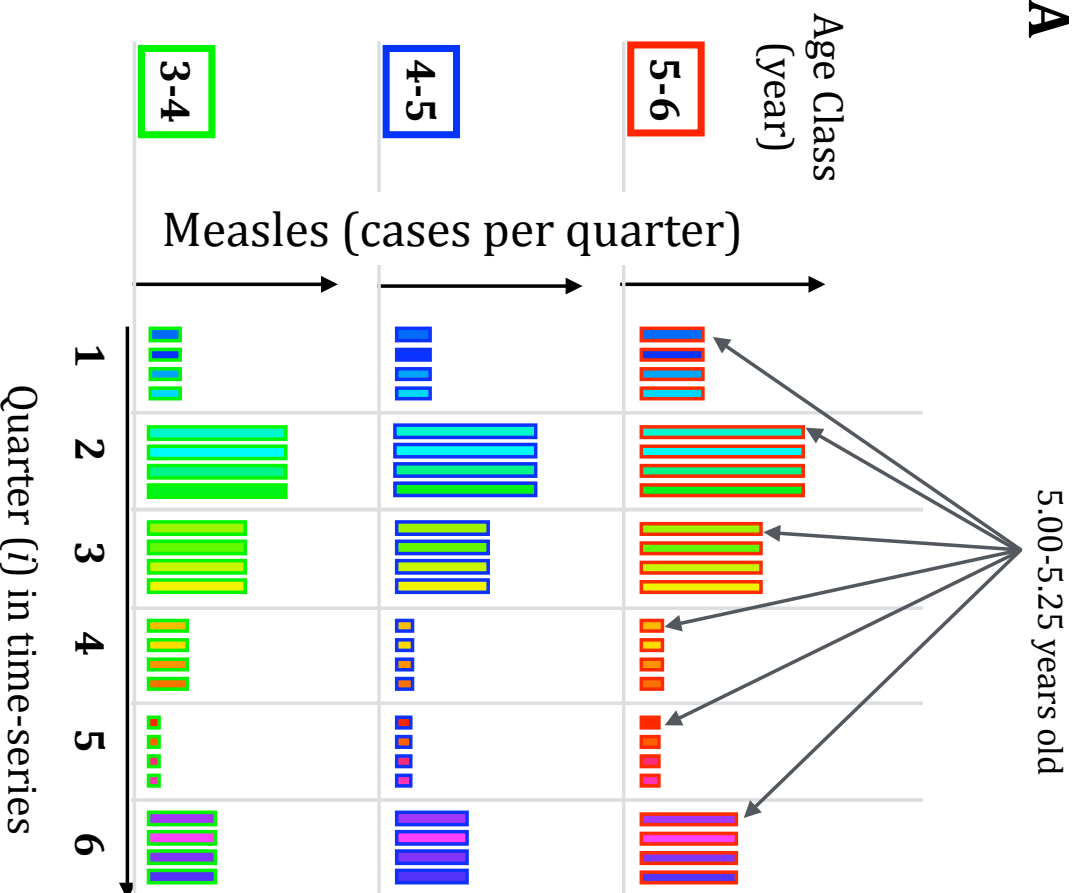 A
Age Class
(year)
5-6
4-5
3-4
Measles (cases per quarter)
5.00-5.25 years old
1
2
3
4
5
6
Quarter (i) in time-series